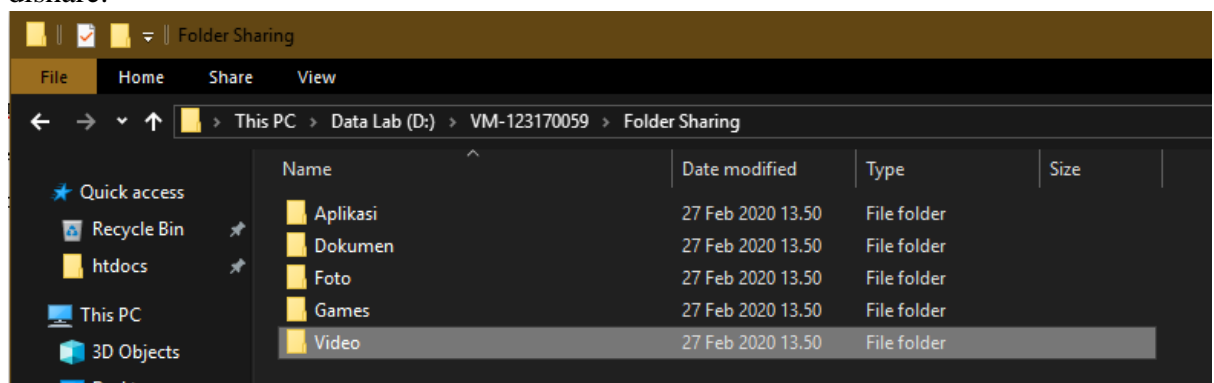 dishare.
Folder Sharing
File Home Share View
This PC > Data Lab (D:) > VM-123170059 > Folder Sharing
Name Date modified Type Size
Quick access
Recycle Bin
htdocs
This PC
3D Objects
Aplikasi 27 Feb 2020 13.50 File folder
Dokumen 27 Feb 2020 13.50 File folder
Foto 27 Feb 2020 13.50 File folder
Games 27 Feb 2020 13.50 File folder
Video 27 Feb 2020 13.50 File folder